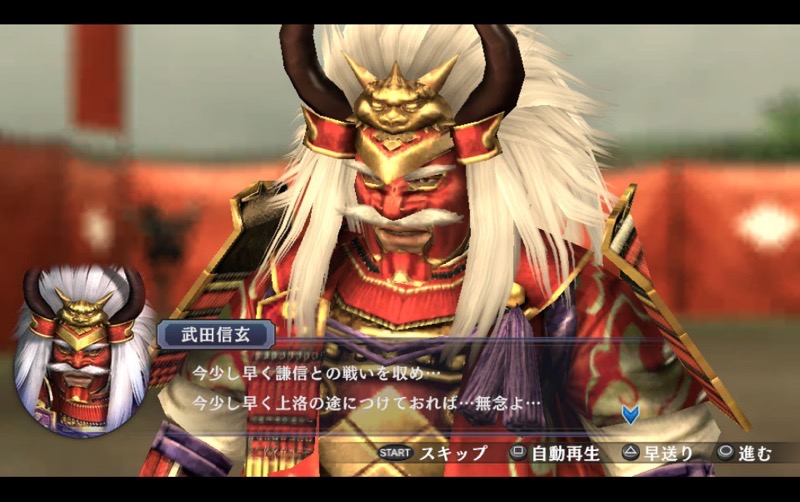 武田信玄
今少し早く謙信との戦いを収め…
今少し早く上洛の途につけておれば…無念よ…
START スキップ 自動再生 早送り 進む